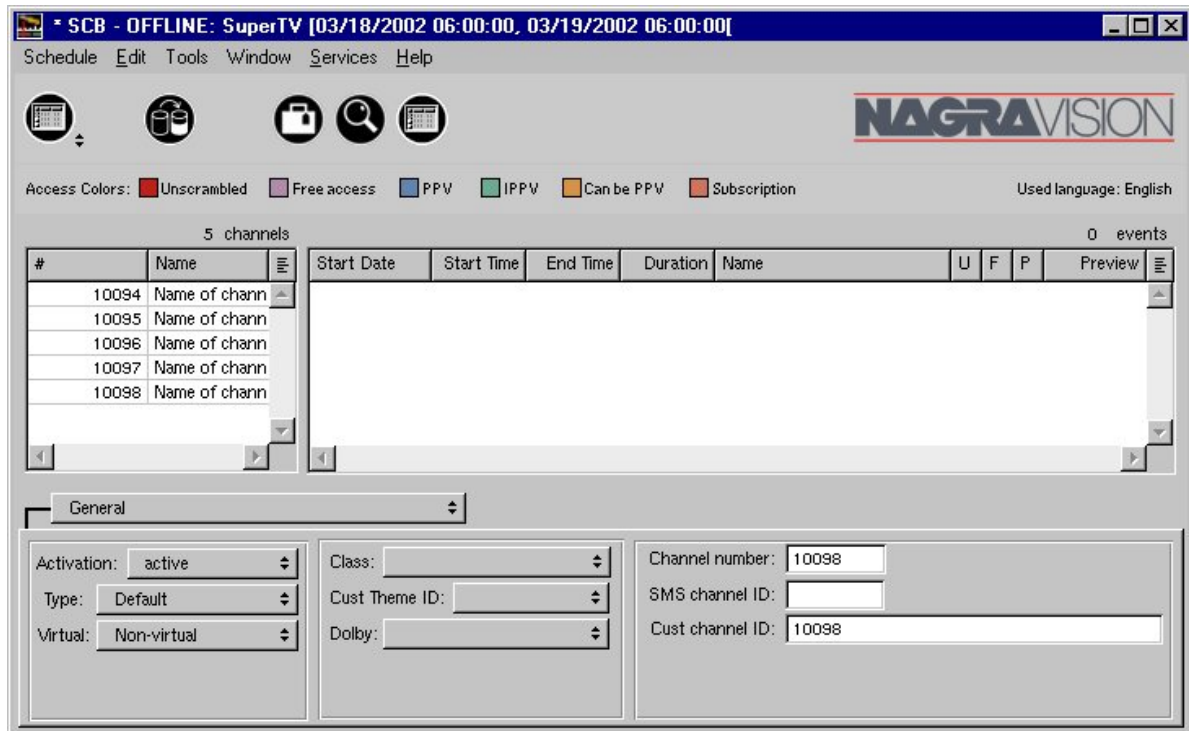 * SCB - OFFLINE: SuperTV [03/18/2002 06:00:00, 03/19/2002 06:00:00[
Schedule Edit Tools Window Services Help
NAGRAVISION
Access Colors: Unscrambled Free access PPV IPPV Can be PPV Subscription Used language: English
5 channels 0 events
# Name Start Date Start Time End Time Duration Name U F P Preview
10094 Name of chann
10095 Name of chann
10096 Name of chann
10097 Name of chann
10098 Name of chann
General
Activation: active Class: Channel number: 10098
Type: Default Cust Theme ID: SMS channel ID:
Virtual: Non-virtual Dolby: Cust channel ID: 10098